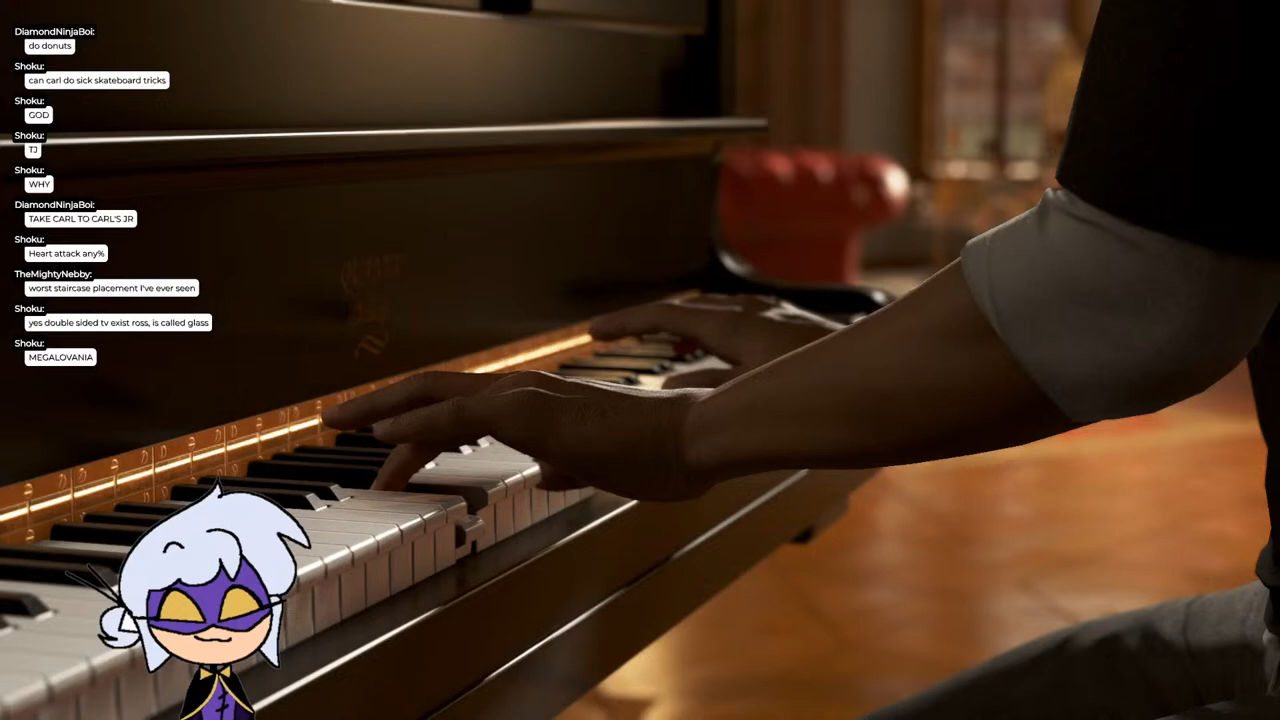 DiamondNinjaBoi:
do donuts
Shoku:
can carl do sick skateboard tricks
Shoku:
GOD
Shoku:
TJ
Shoku:
WHY
DiamondNinjaBoi:
TAKE CARL TO CARL'S JR
Shoku:
Heart attack any%
TheMightyNebby:
worst staircase placement I've ever seen
Shoku:
yes double sided tv exist ross, is called glass
Shoku:
MEGALOVANIA